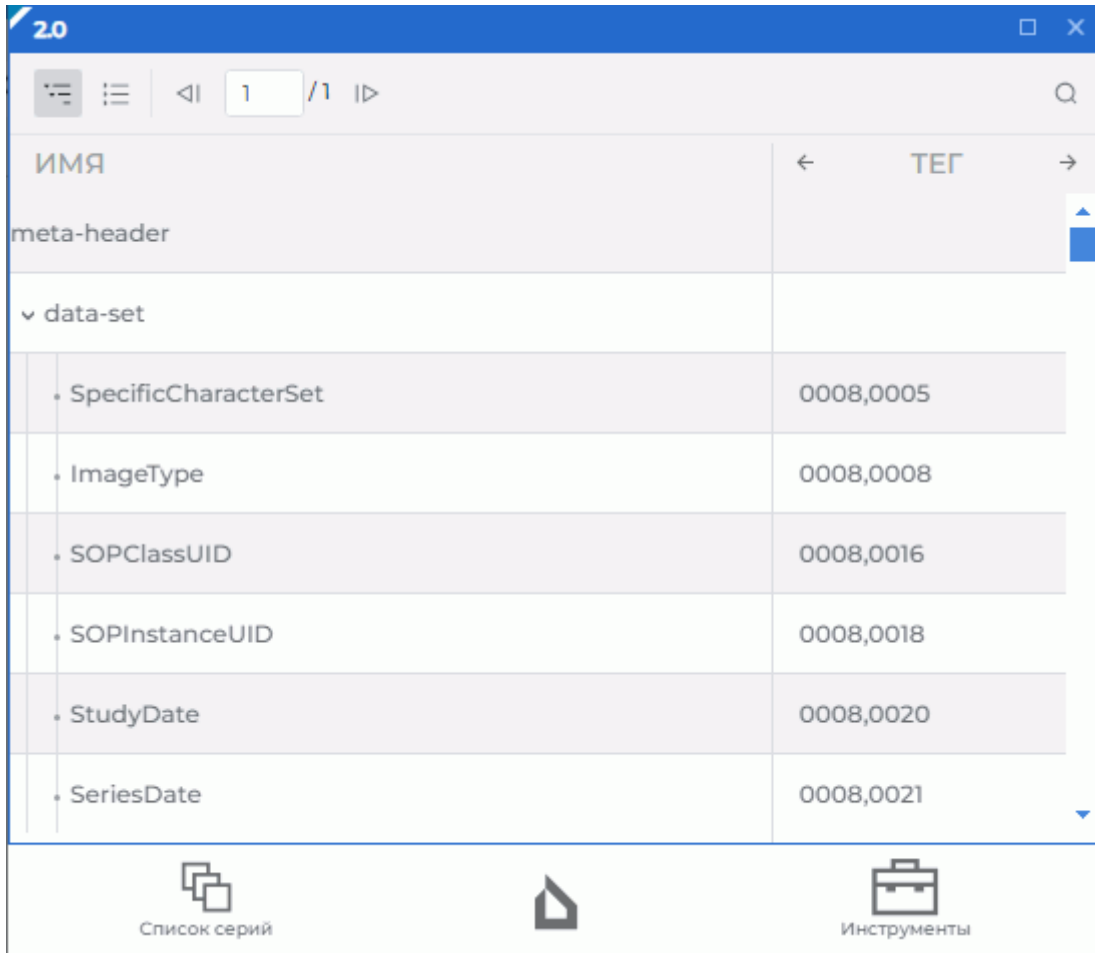 2.0
1 /1
ИМЯ ТЕГ
meta-header
data-set
SpecificCharacterSet 0008,0005
ImageType 0008,0008
SOPClassUID 0008,0016
SOPInstanceUID 0008,0018
StudyDate 0008,0020
SeriesDate 0008,0021
Список серий Инструменты